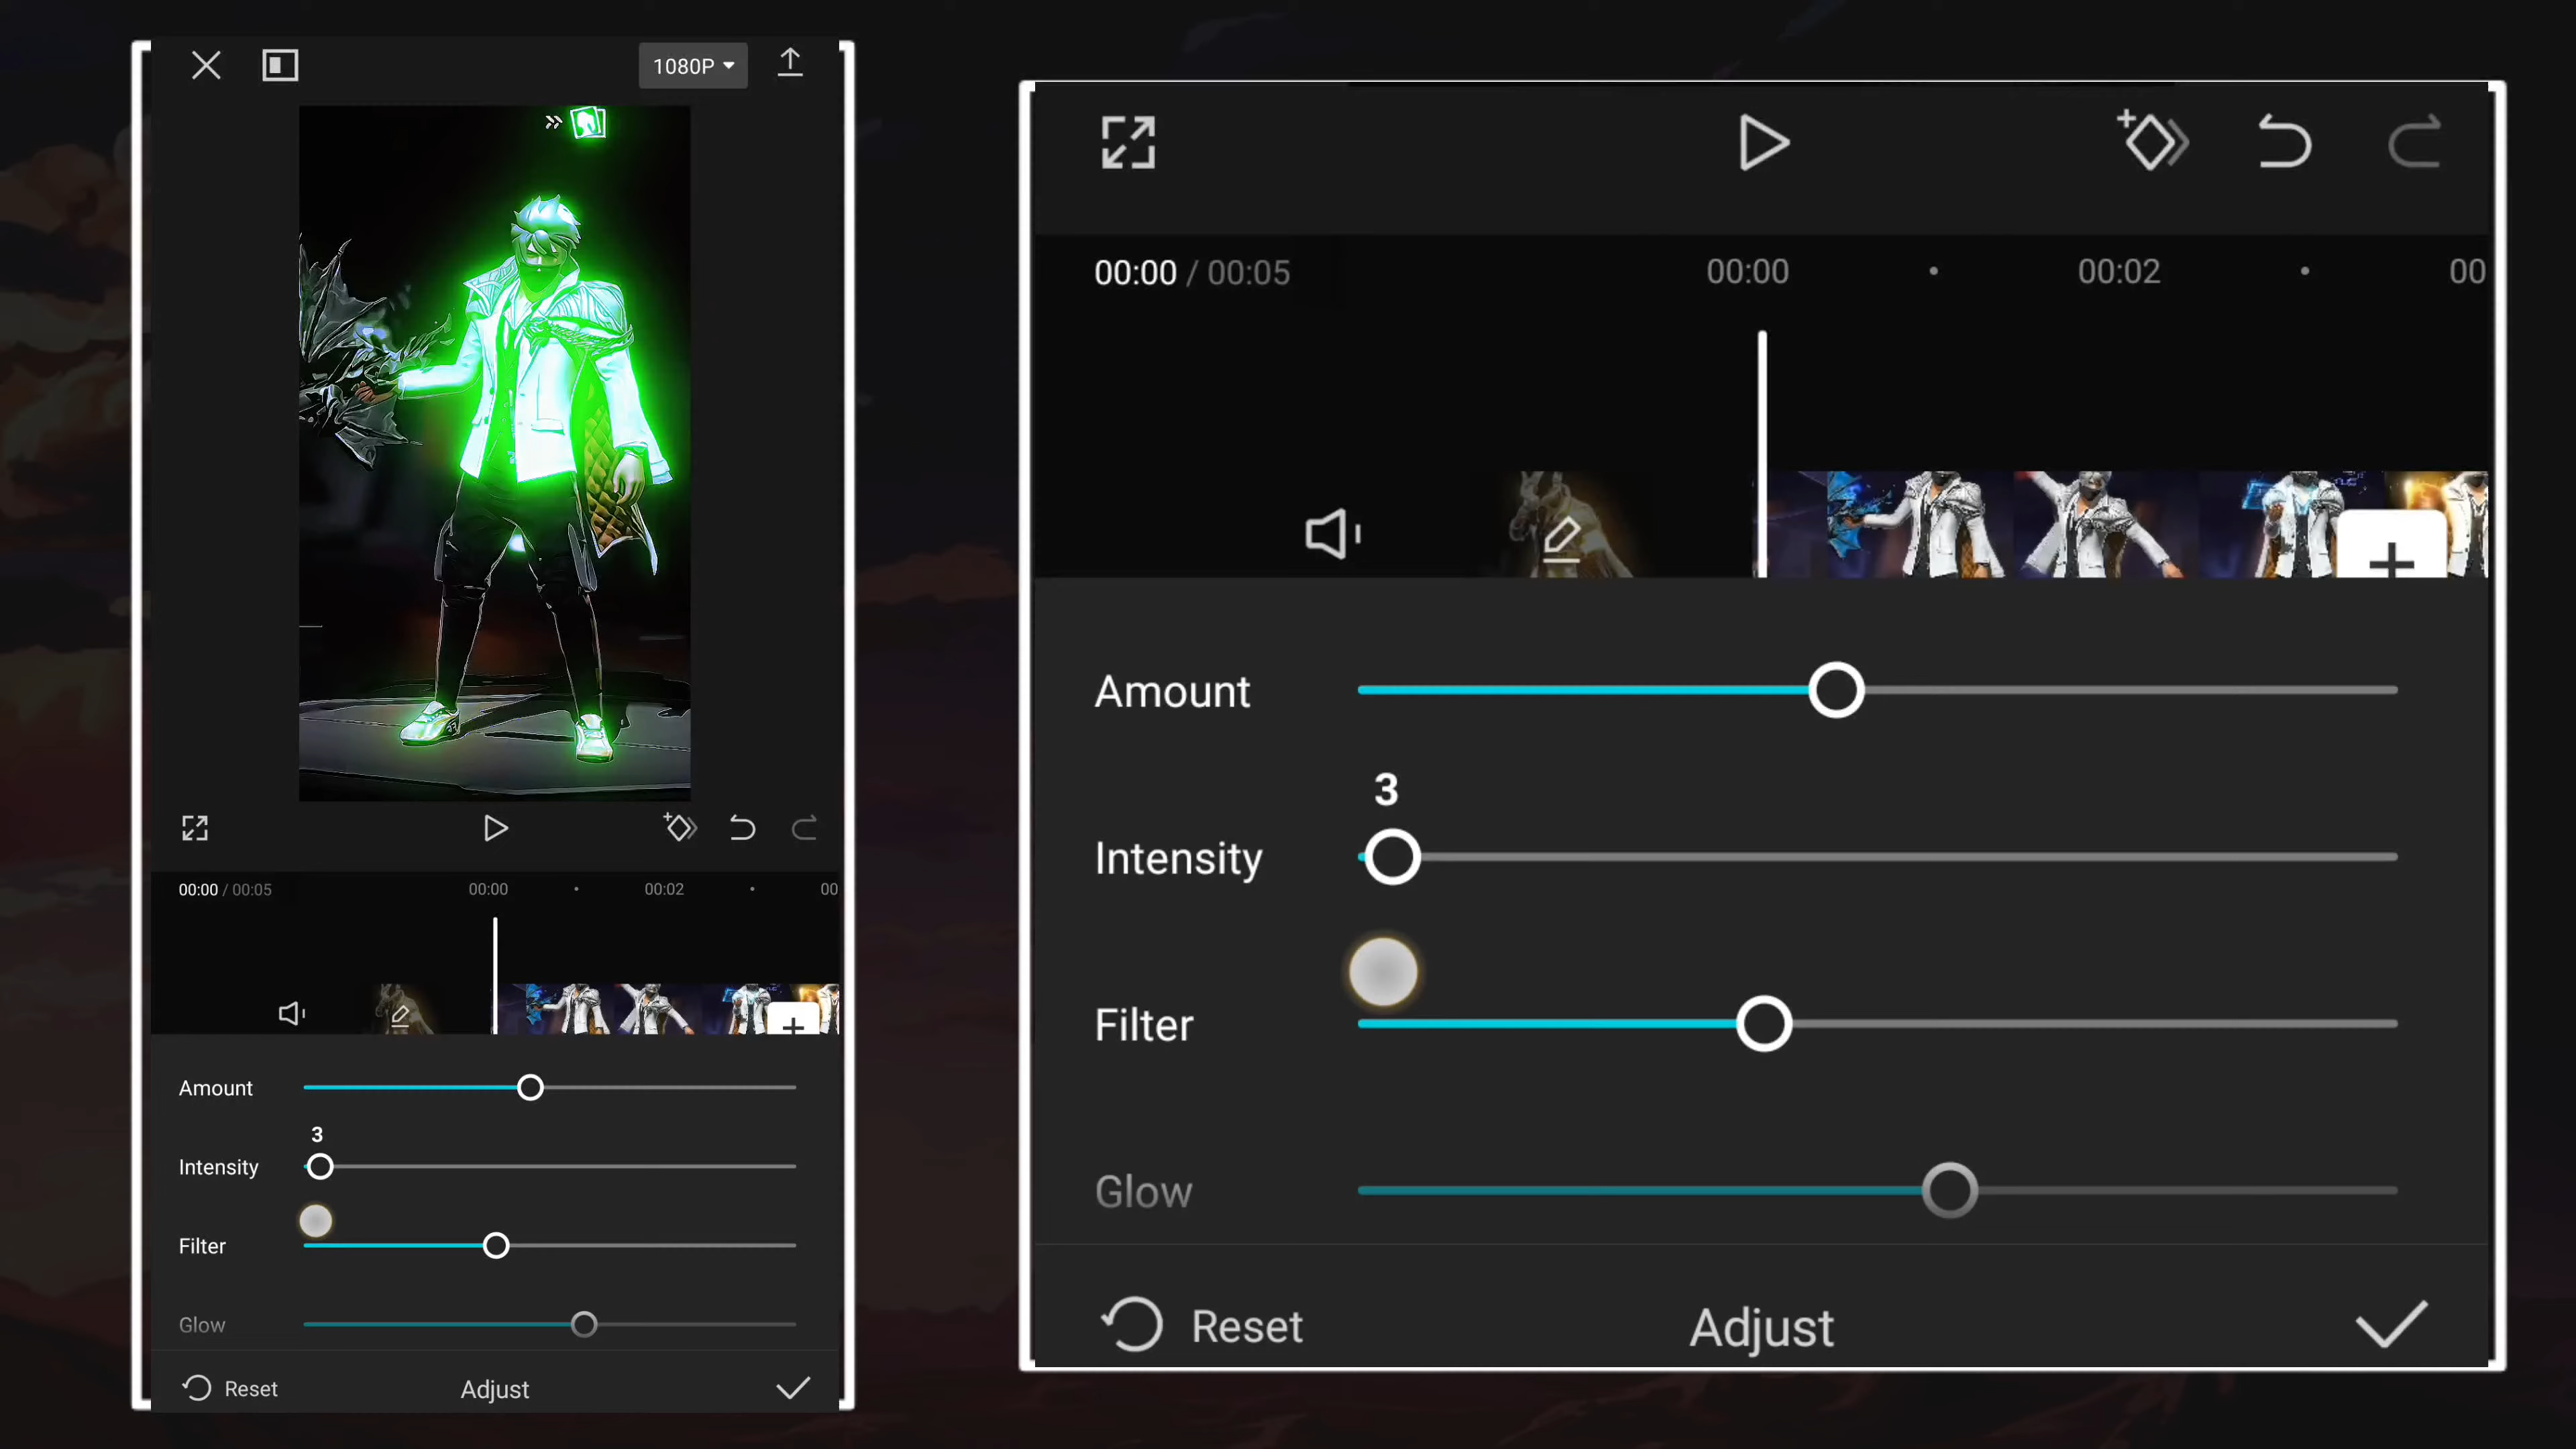 1080P
00:00 / 00:05
00:00
00:02
00
Amount
3
Intensity
Filter
Glow
Reset
Adjust
00:00 / 00:05
00:00
00:02
00
Amount
3
Intensity
Filter
Glow
Reset
Adjust